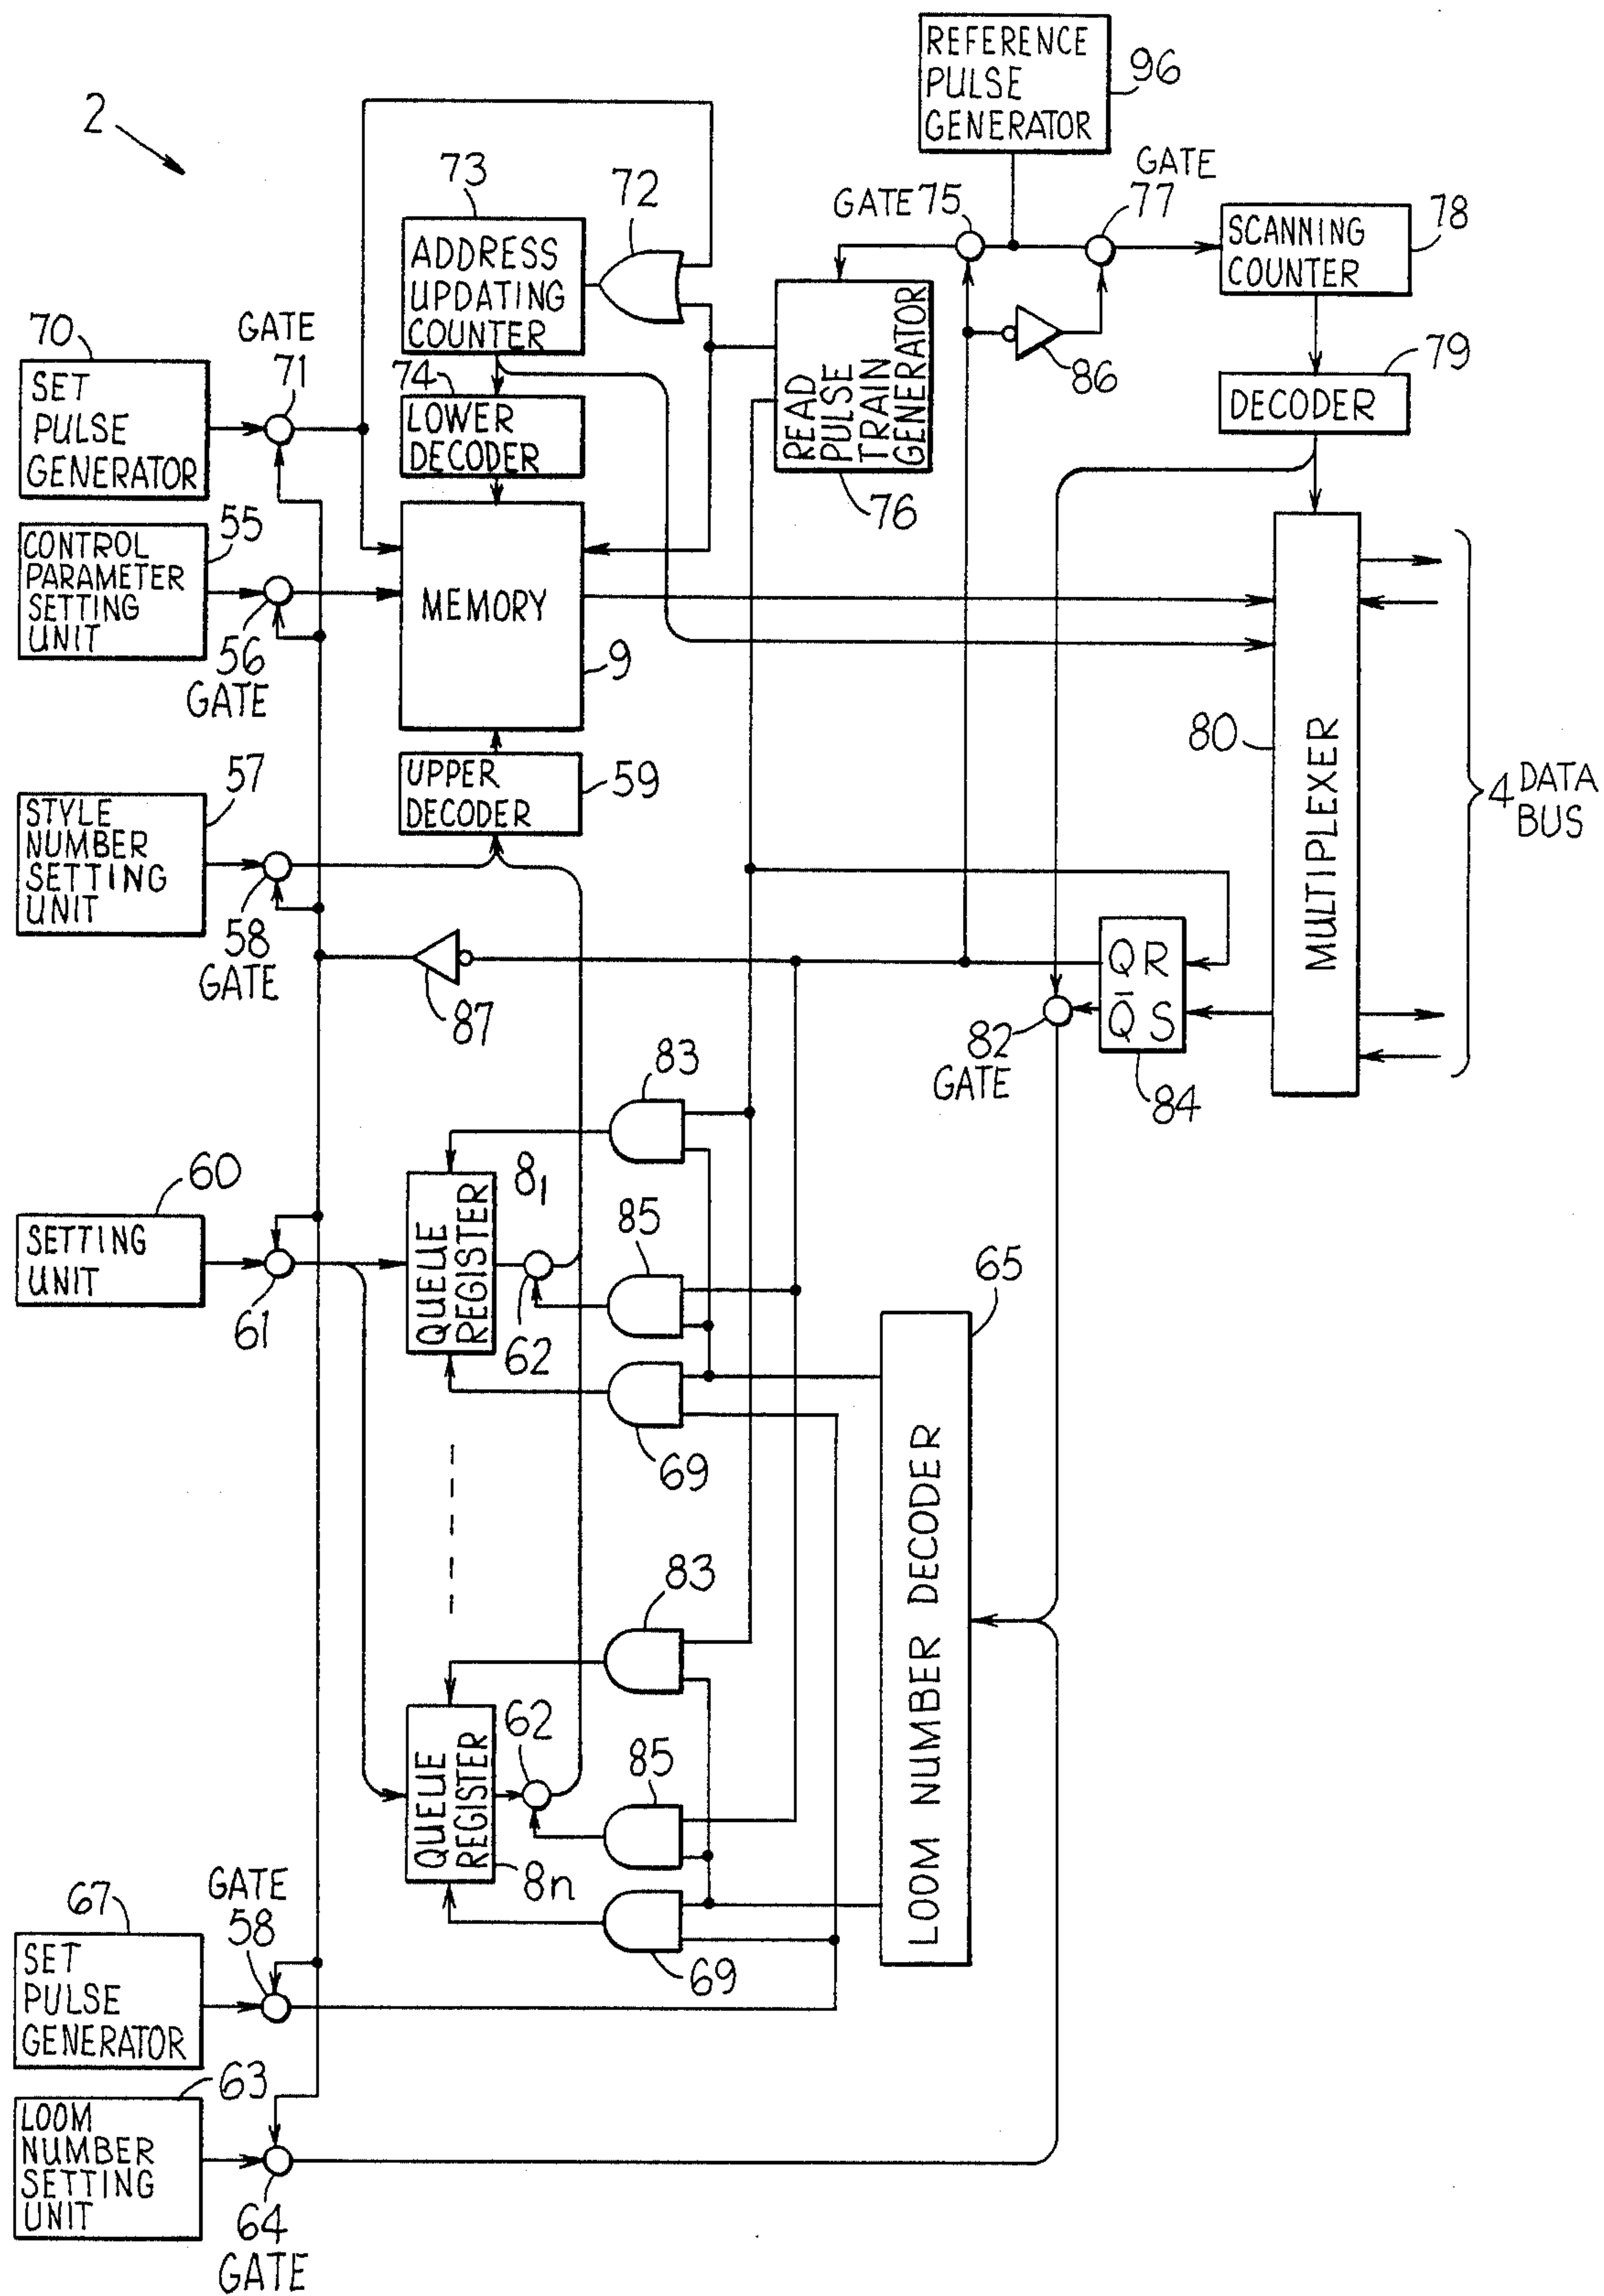 REFERENCE
PULSE
GENERATOR
96
2
GATE
77
73
72
GATE 75
78
ADDRESS
UPDATING
COUNTER
SCANNING
COUNTER
70
GATE
71
74
86
79
SET
PULSE
GENERATOR
LOWER
DECODER
READ
PULSE
TRAIN
GENERATOR
DECODER
76
55
CONTROL
PARAMETER
SETTING
UNIT
MEMORY
56
GATE
9
80
MULTIPLEXER
4 DATA
BUS
57
UPPER
DECODER
59
STYLE
NUMBER
SETTING
UNIT
58
GATE
87
Q R
Q̄ S
82
GATE
84
83
60
8₁
SETTING
UNIT
QUEUE
REGISTER
85
65
61
62
69
LOOM NUMBER DECODER
83
62
85
QUEUE
REGISTER
8n
67
GATE
58
69
SET
PULSE
GENERATOR
63
LOOM
NUMBER
SETTING
UNIT
64
GATE